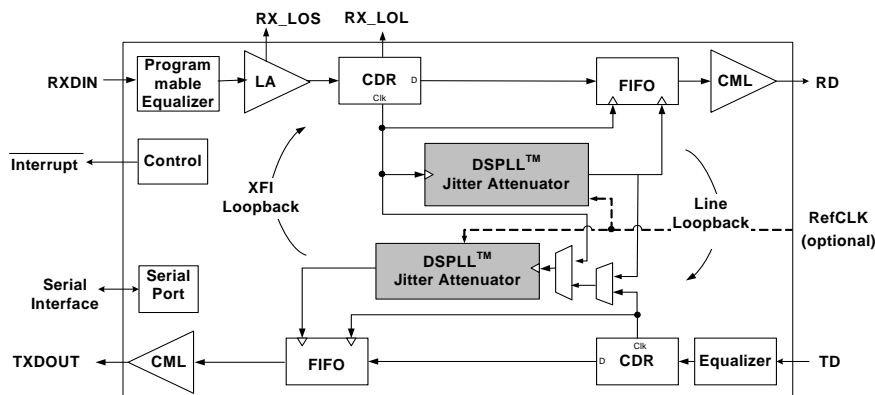 RX_LOS
RX_LOL
RXDIN
Program
mable
Equalizer
LA
CDR
D
Clk
FIFO
CML
RD
Interrupt
Control
XFI
Loopback
DSPLL™
Jitter Attenuator
Line
Loopback
RefCLK
(optional)
DSPLL™
Jitter Attenuator
Serial
Interface
Serial
Port
TXDOUT
CML
FIFO
D
Clk
CDR
Equalizer
TD